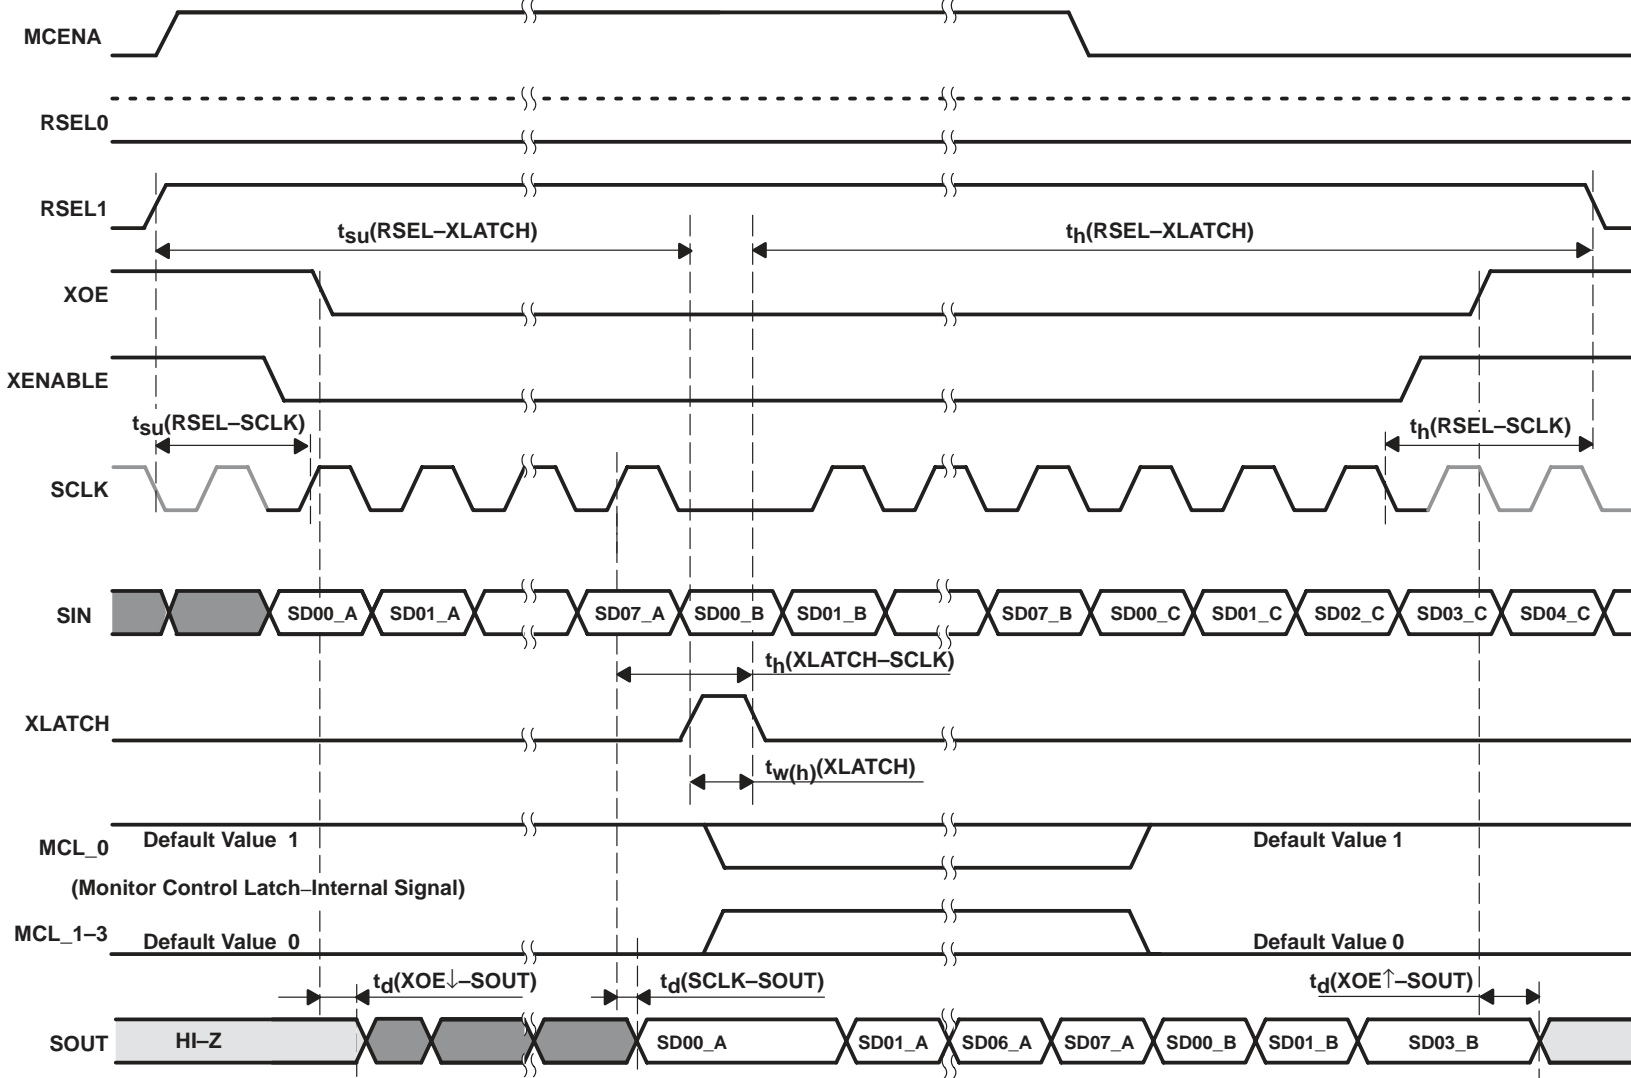 MCENA
RSEL0
RSEL1
tsu(RSEL–XLATCH)
th(RSEL–XLATCH)
XOE
XENABLE
tsu(RSEL–SCLK)
th(RSEL–SCLK)
SCLK
SIN
SD00_A
SD01_A
SD07_A
SD00_B
SD01_B
SD07_B
SD00_C
SD01_C
SD02_C
SD03_C
SD04_C
th(XLATCH–SCLK)
XLATCH
tw(h)(XLATCH)
MCL_0
Default Value 1
Default Value 1
(Monitor Control Latch–Internal Signal)
MCL_1–3
Default Value 0
Default Value 0
td(XOE↓–SOUT)
td(SCLK–SOUT)
td(XOE↑–SOUT)
SOUT
HI–Z
SD00_A
SD01_A
SD06_A
SD07_A
SD00_B
SD01_B
SD03_B